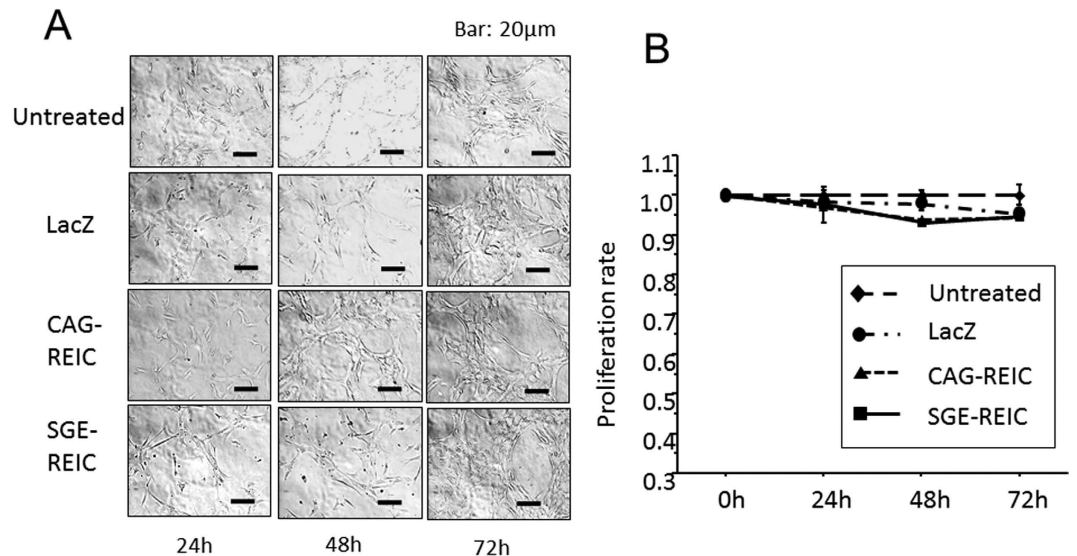 A
Bar: 20μm
Untreated
LacZ
CAG-
REIC
SGE-
REIC
24h
48h
72h
B
Proliferation rate
1.1
1.0
0.9
0.8
0.7
0.6
0.5
0.4
0.3
0h
24h
48h
72h
Untreated
LacZ
CAG-REIC
SGE-REIC